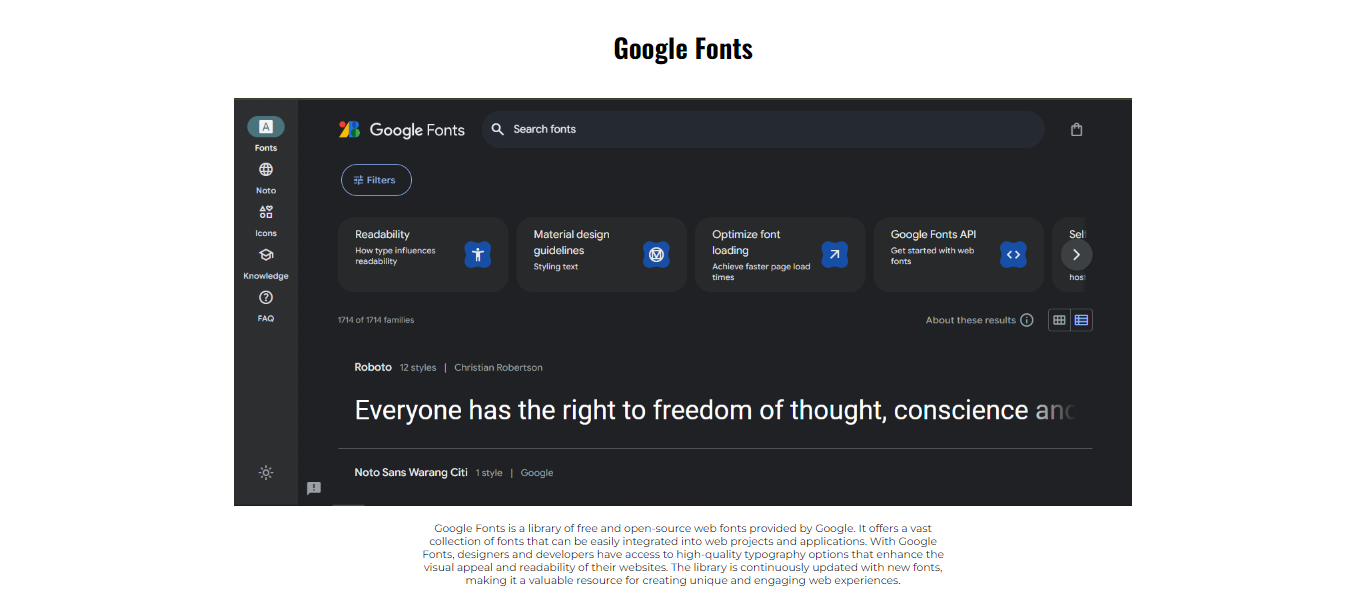 Google Fonts
A
Fonts
Noto
Icons
Knowledge
FAQ
Google Fonts
Search fonts
Filters
Readability
How type influences
readability
Material design
guidelines
Styling text
Optimize font
loading
Achieve faster page load
times
Google Fonts API
Get started with web
fonts
Sel
host
1714 of 1714 families
About these results
Roboto 12 styles | Christian Robertson
Everyone has the right to freedom of thought, conscience and
Noto Sans Warang Citi 1 style | Google
Google Fonts is a library of free and open-source web fonts provided by Google. It offers a vast
collection of fonts that can be easily integrated into web projects and applications. With Google
Fonts, designers and developers have access to high-quality typography options that enhance the
visual appeal and readability of their websites. The library is continuously updated with new fonts,
making it a valuable resource for creating unique and engaging web experiences.